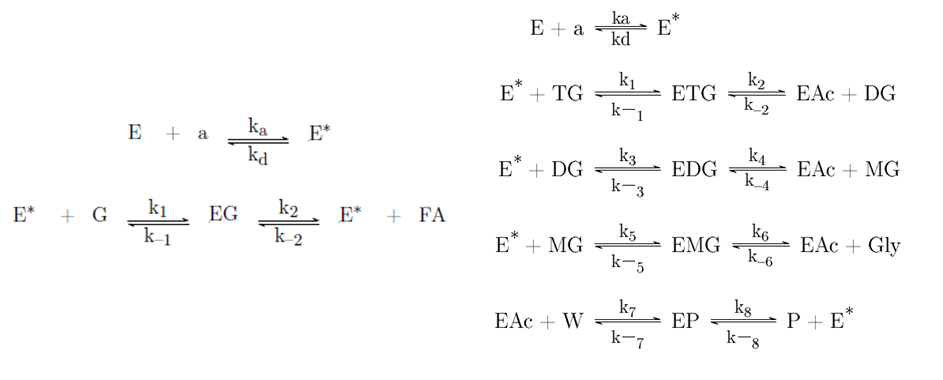 E + a ⇌ E*
ka
kd
E* + G ⇌ EG ⇌ E* + FA
k1 k2
k–1 k–2
ka
E + a ⇌ E*
kd
k1 k2
E* + TG ⇌ ETG ⇌ EAc + DG
k−1 k–2
k3 k4
E* + DG ⇌ EDG ⇌ EAc + MG
k−3 k–4
k5 k6
E* + MG ⇌ EMG ⇌ EAc + Gly
k−5 k–6
k7 k8
EAc + W ⇌ EP ⇌ P + E*
k−7 k−8